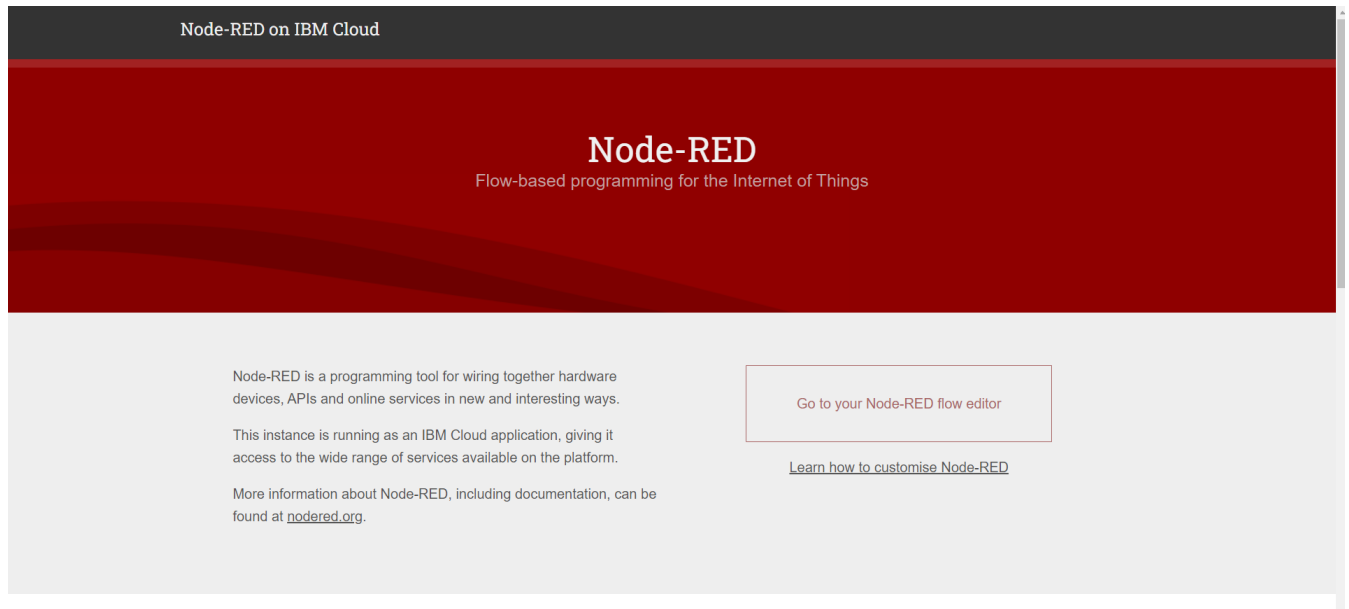 Node-RED on IBM Cloud
Node-RED
Flow-based programming for the Internet of Things
Node-RED is a programming tool for wiring together hardware
devices, APIs and online services in new and interesting ways.
This instance is running as an IBM Cloud application, giving it
access to the wide range of services available on the platform.
More information about Node-RED, including documentation, can be
found at nodered.org.
Go to your Node-RED flow editor
Learn how to customise Node-RED